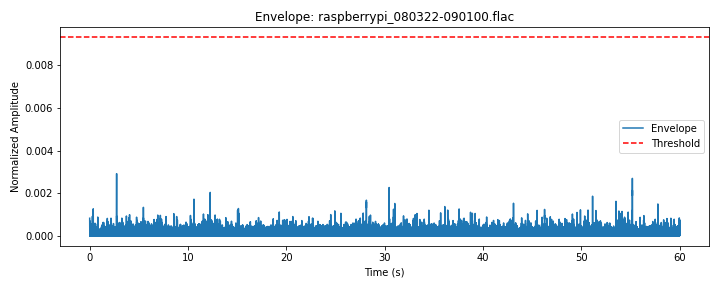 Envelope: raspberrypi_080322-090100.flac
Normalized Amplitude
0.008
0.006
0.004
0.002
0.000
Envelope
Threshold
0
10
20
30
40
50
60
Time (s)